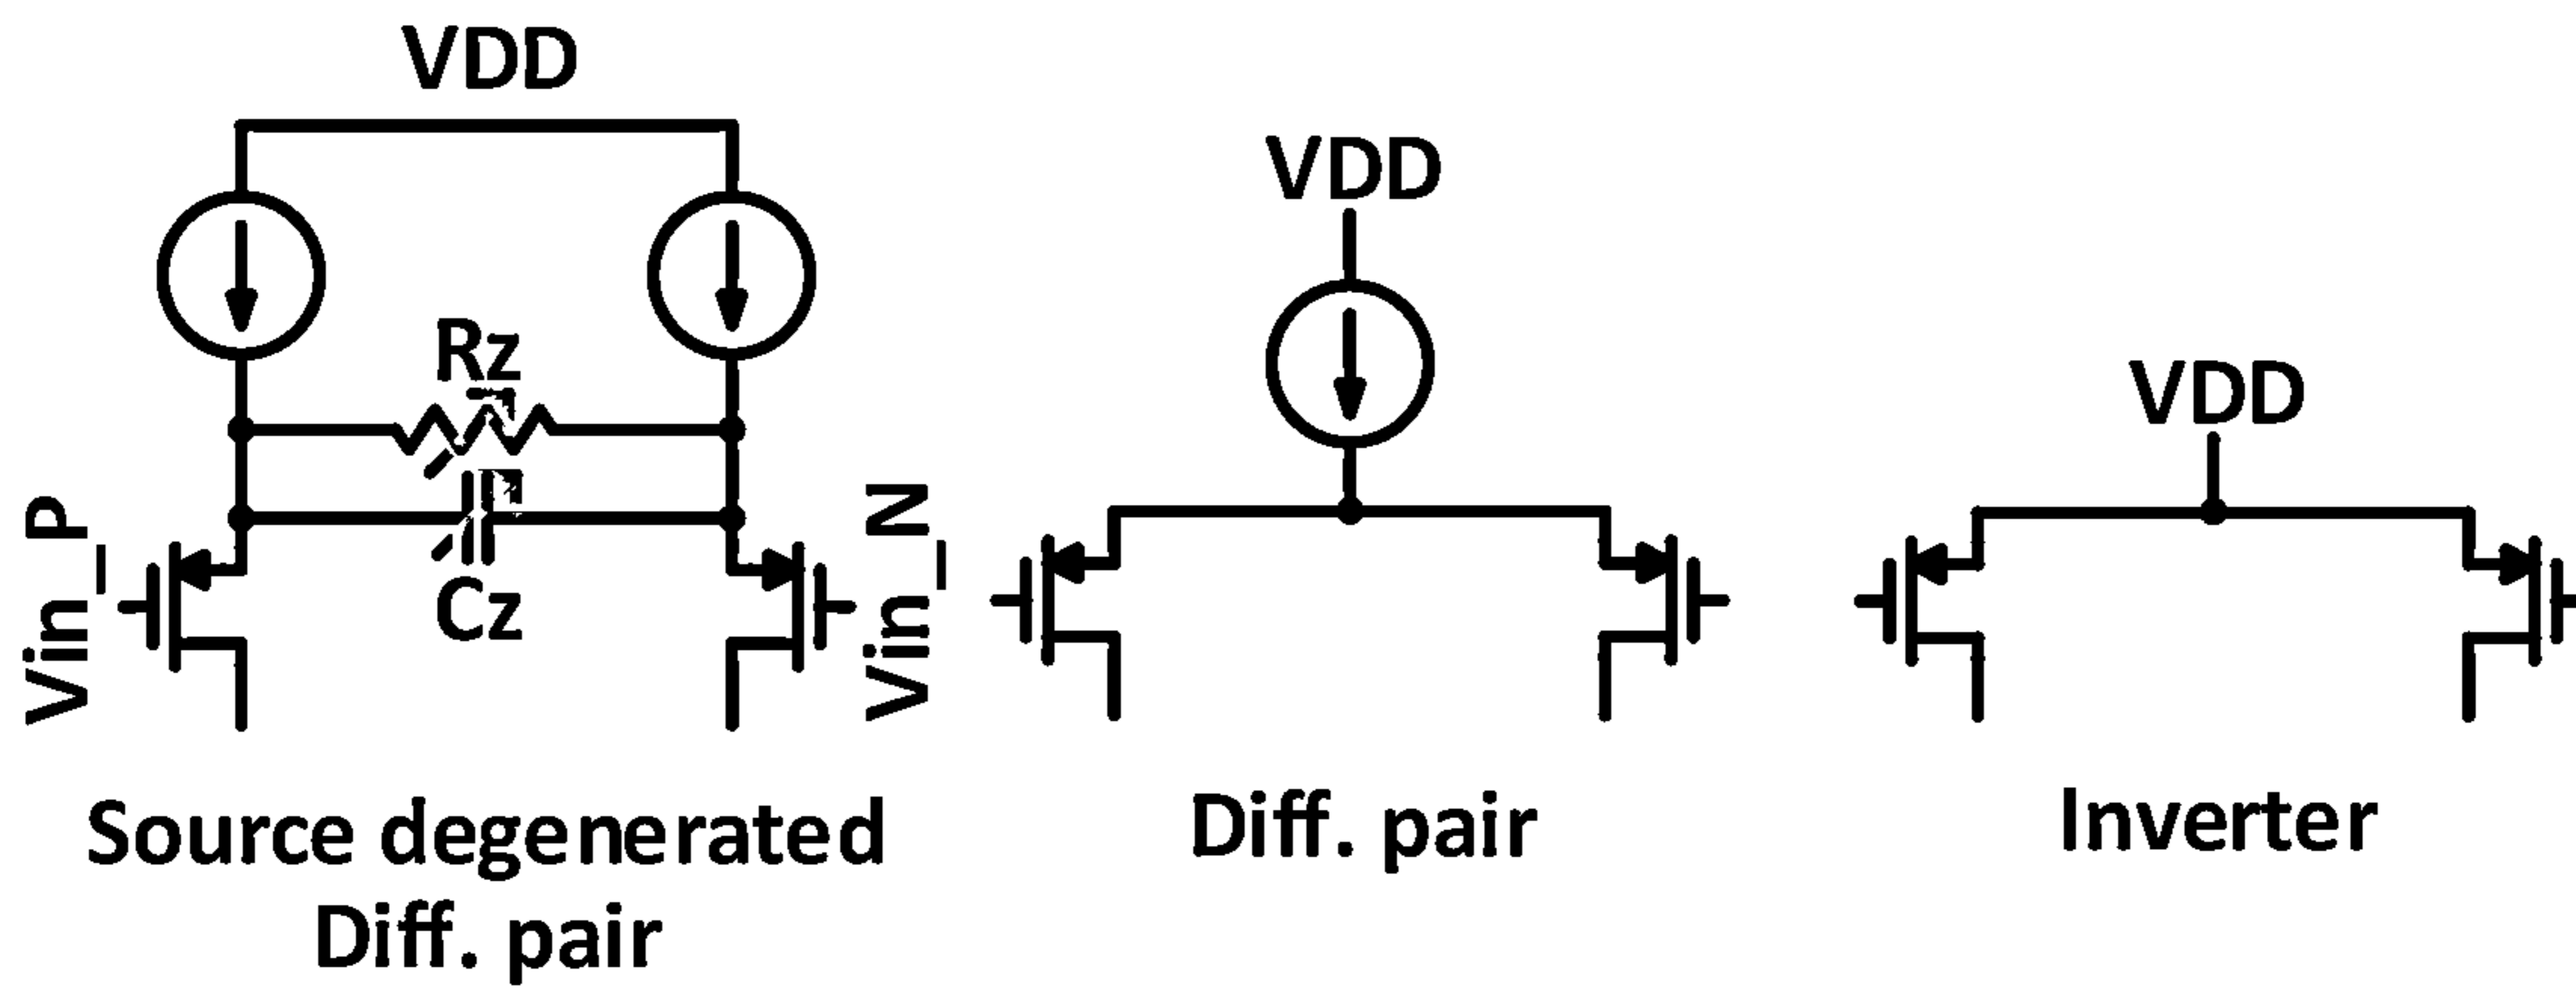 VDD
Rz
Cz
Vin_P
Vin_N
Source degenerated
Diff. pair
VDD
Diff. pair
VDD
Inverter